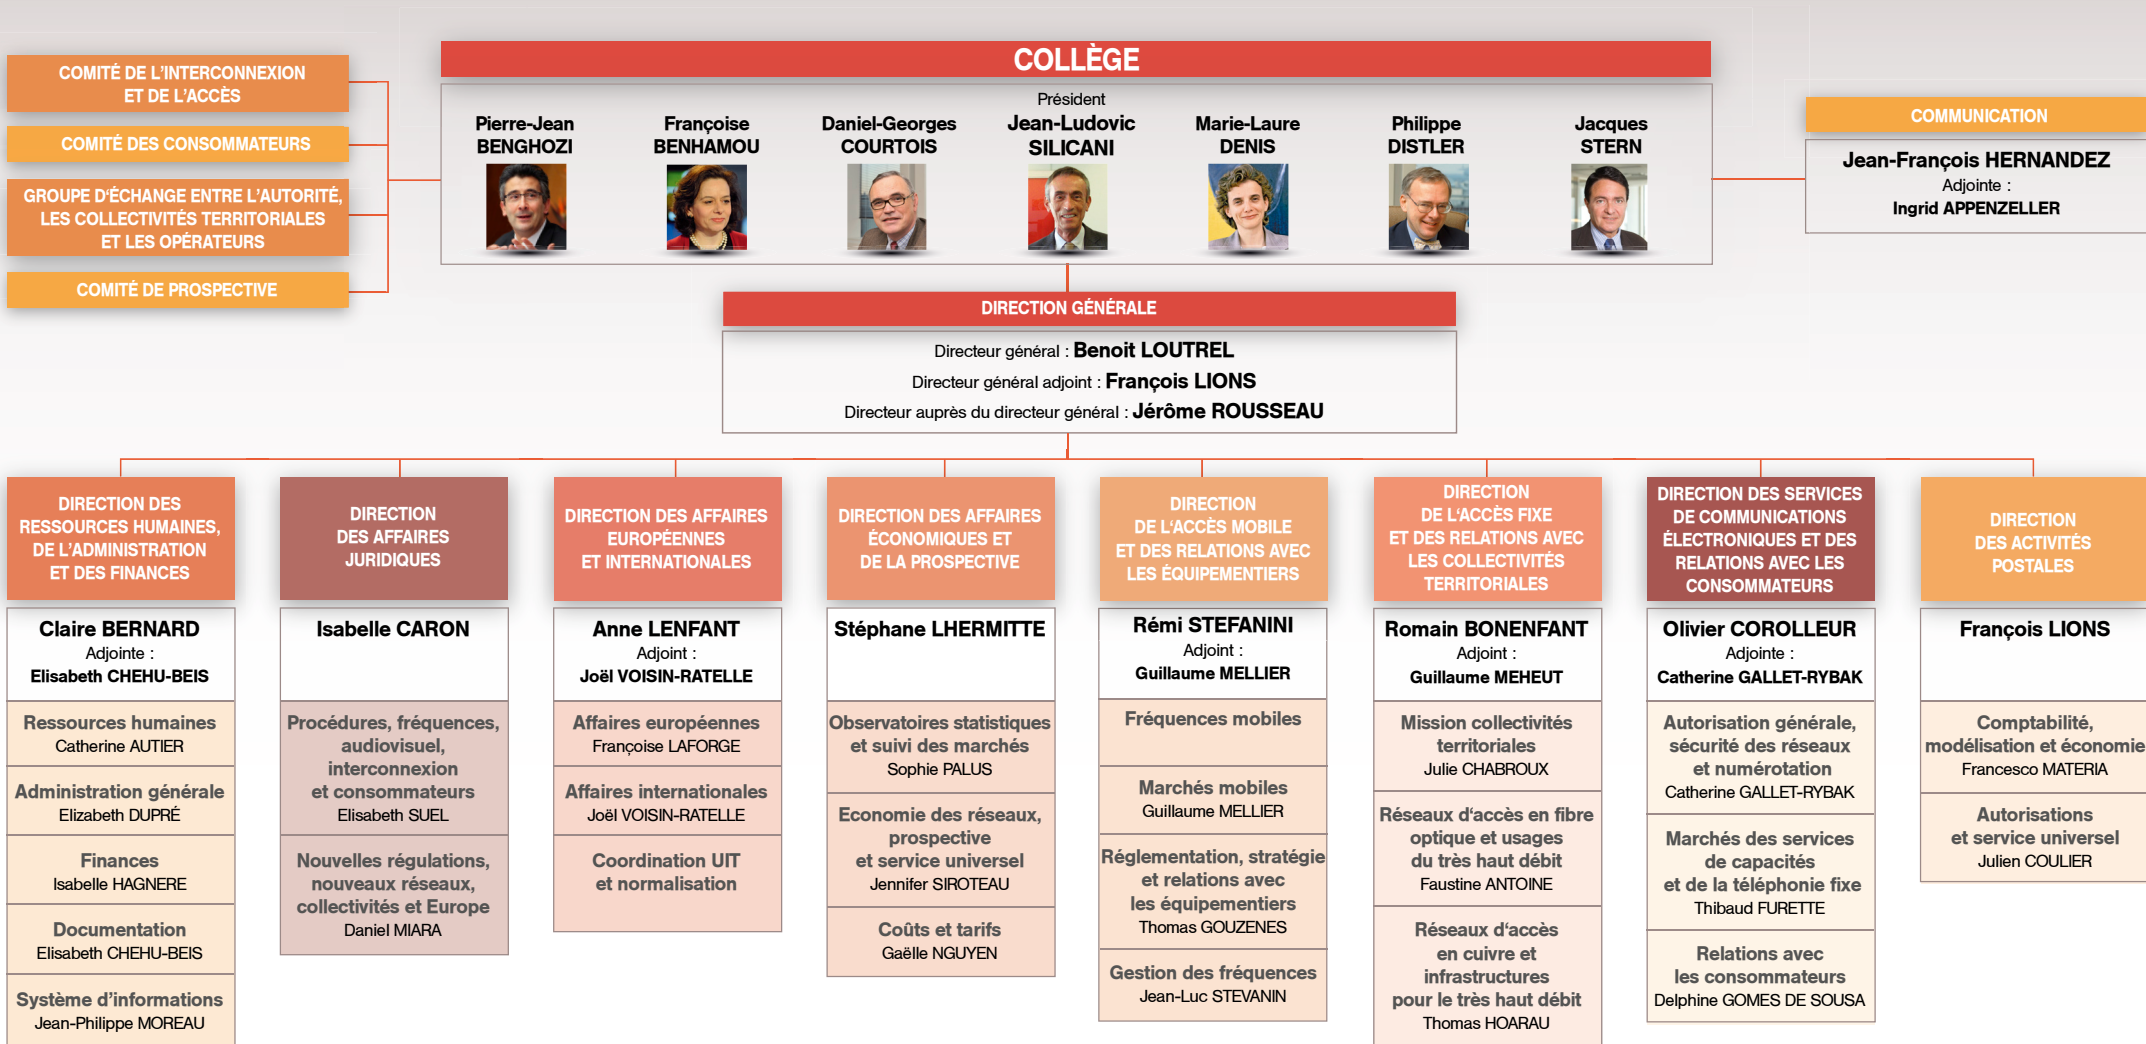 COMITÉ DE L'INTERCONNEXION
ET DE L'ACCÈS
COMITÉ DES CONSOMMATEURS
GROUPE D'ÉCHANGE ENTRE L'AUTORITÉ,
LES COLLECTIVITÉS TERRITORIALES
ET LES OPÉRATEURS
COMITÉ DE PROSPECTIVE
COLLÈGE
Pierre-Jean
BENGHOZI
Françoise
BENHAMOU
Daniel-Georges
COURTOIS
Président
Jean-Ludovic
SILICANI
Marie-Laure
DENIS
Philippe
DISTLER
Jacques
STERN
COMMUNICATION
Jean-François HERNANDEZ
Adjointe :
Ingrid APPENZELLER
DIRECTION GÉNÉRALE
Directeur général : Benoit LOUTREL
Directeur général adjoint : François LIONS
Directeur auprès du directeur général : Jérôme ROUSSEAU
DIRECTION DES
RESSOURCES HUMAINES,
DE L'ADMINISTRATION
ET DES FINANCES
Claire BERNARD
Adjointe :
Elisabeth CHEHU-BEIS
Ressources humaines
Catherine AUTIER
Administration générale
Elizabeth DUPRÉ
Finances
Isabelle HAGNERE
Documentation
Elisabeth CHEHU-BEIS
Système d'informations
Jean-Philippe MOREAU
DIRECTION
DES AFFAIRES
JURIDIQUES
Isabelle CARON
Procédures, fréquences,
audiovisuel,
interconnexion
et consommateurs
Elisabeth SUEL
Nouvelles régulations,
nouveaux réseaux,
collectivités et Europe
Daniel MIARA
DIRECTION DES AFFAIRES
EUROPÉENNES
ET INTERNATIONALES
Anne LENFANT
Adjoint :
Joël VOISIN-RATELLE
Affaires européennes
Françoise LAFORGE
Affaires internationales
Joël VOISIN-RATELLE
Coordination UIT
et normalisation
DIRECTION DES AFFAIRES
ÉCONOMIQUES ET
DE LA PROSPECTIVE
Stéphane LHERMITTE
Observatoires statistiques
et suivi des marchés
Sophie PALUS
Economie des réseaux,
prospective
et service universel
Jennifer SIROTEAU
Coûts et tarifs
Gaëlle NGUYEN
DIRECTION
DE L'ACCÈS MOBILE
ET DES RELATIONS AVEC
LES ÉQUIPEMENTIERS
Rémi STEFANINI
Adjoint :
Guillaume MELLIER
Fréquences mobiles
Marchés mobiles
Guillaume MELLIER
Réglementation, stratégie
et relations avec
les équipementiers
Thomas GOUZENES
Gestion des fréquences
Jean-Luc STEVANIN
DIRECTION
DE L'ACCÈS FIXE
ET DES RELATIONS AVEC
LES COLLECTIVITÉS
TERRITORIALES
Romain BONENFANT
Adjoint :
Guillaume MEHEUT
Mission collectivités
territoriales
Julie CHABROUX
Réseaux d'accès en fibre
optique et usages
du très haut débit
Faustine ANTOINE
Réseaux d'accès
en cuivre et
infrastructures
pour le très haut débit
Thomas HOARAU
DIRECTION DES SERVICES
DE COMMUNICATIONS
ÉLECTRONIQUES ET DES
RELATIONS AVEC LES
CONSOMMATEURS
Olivier COROLLEUR
Adjointe :
Catherine GALLET-RYBAK
Autorisation générale,
sécurité des réseaux
et numérotation
Catherine GALLET-RYBAK
Marchés des services
de capacités
et de la téléphonie fixe
Thibaud FURETTE
Relations avec
les consommateurs
Delphine GOMES DE SOUSA
DIRECTION
DES ACTIVITÉS
POSTALES
François LIONS
Comptabilité,
modélisation et économie
Francesco MATERIA
Autorisations
et service universel
Julien COULIER